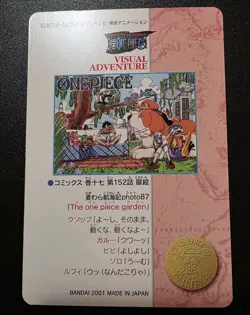 ONE PIECE
VISUAL
ADVENTURE
ONE PIECE
●コミックス 巻十七 第152話 扉絵
麦わら航海記photo87
「The one piece garden」
ウソップ「よ〜し、そのまま、
動くな、動くなよ〜」
カルー「クワーッ」
ビビ「よしよし」
ゾロ「う〜む」
ルフィ「ウッ(なんだこりゃ)」
BANDAI 2001 MADE IN JAPAN